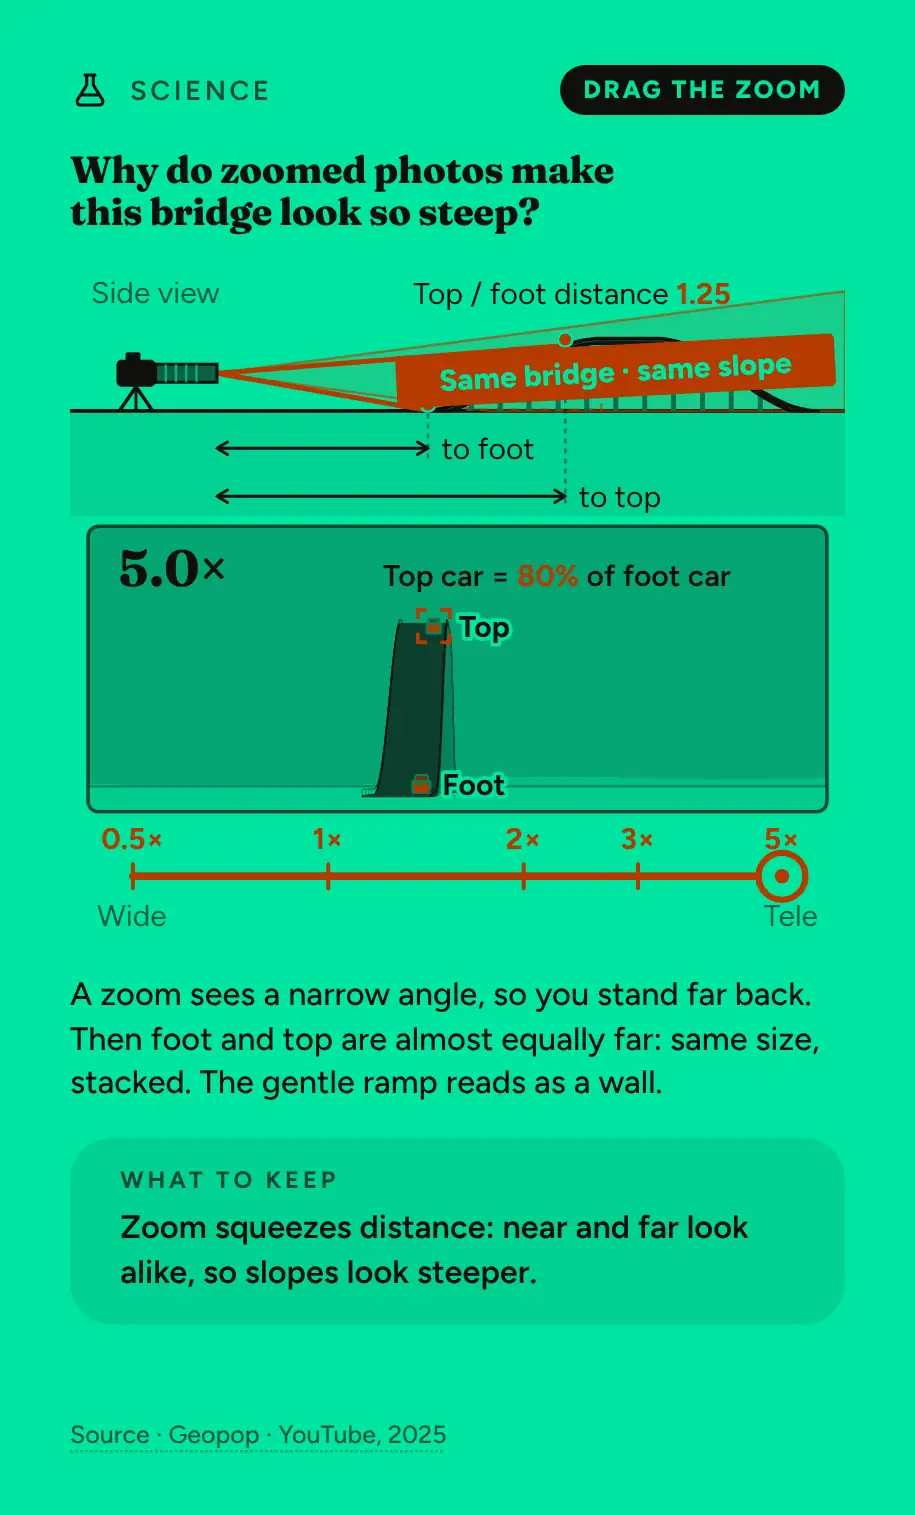 SCIENCE
DRAG THE ZOOM
Why do zoomed photos make
this bridge look so steep?
Side view
Top / foot distance 1.25
Same bridge · same slope
to foot
to top
5.0×
Top car = 80% of foot car
Top
Foot
0.5× 1× 2× 3× 5×
Wide Tele
A zoom sees a narrow angle, so you stand far back.
Then foot and top are almost equally far: same size,
stacked. The gentle ramp reads as a wall.
WHAT TO KEEP
Zoom squeezes distance: near and far look
alike, so slopes look steeper.
Source · Geopop · YouTube, 2025